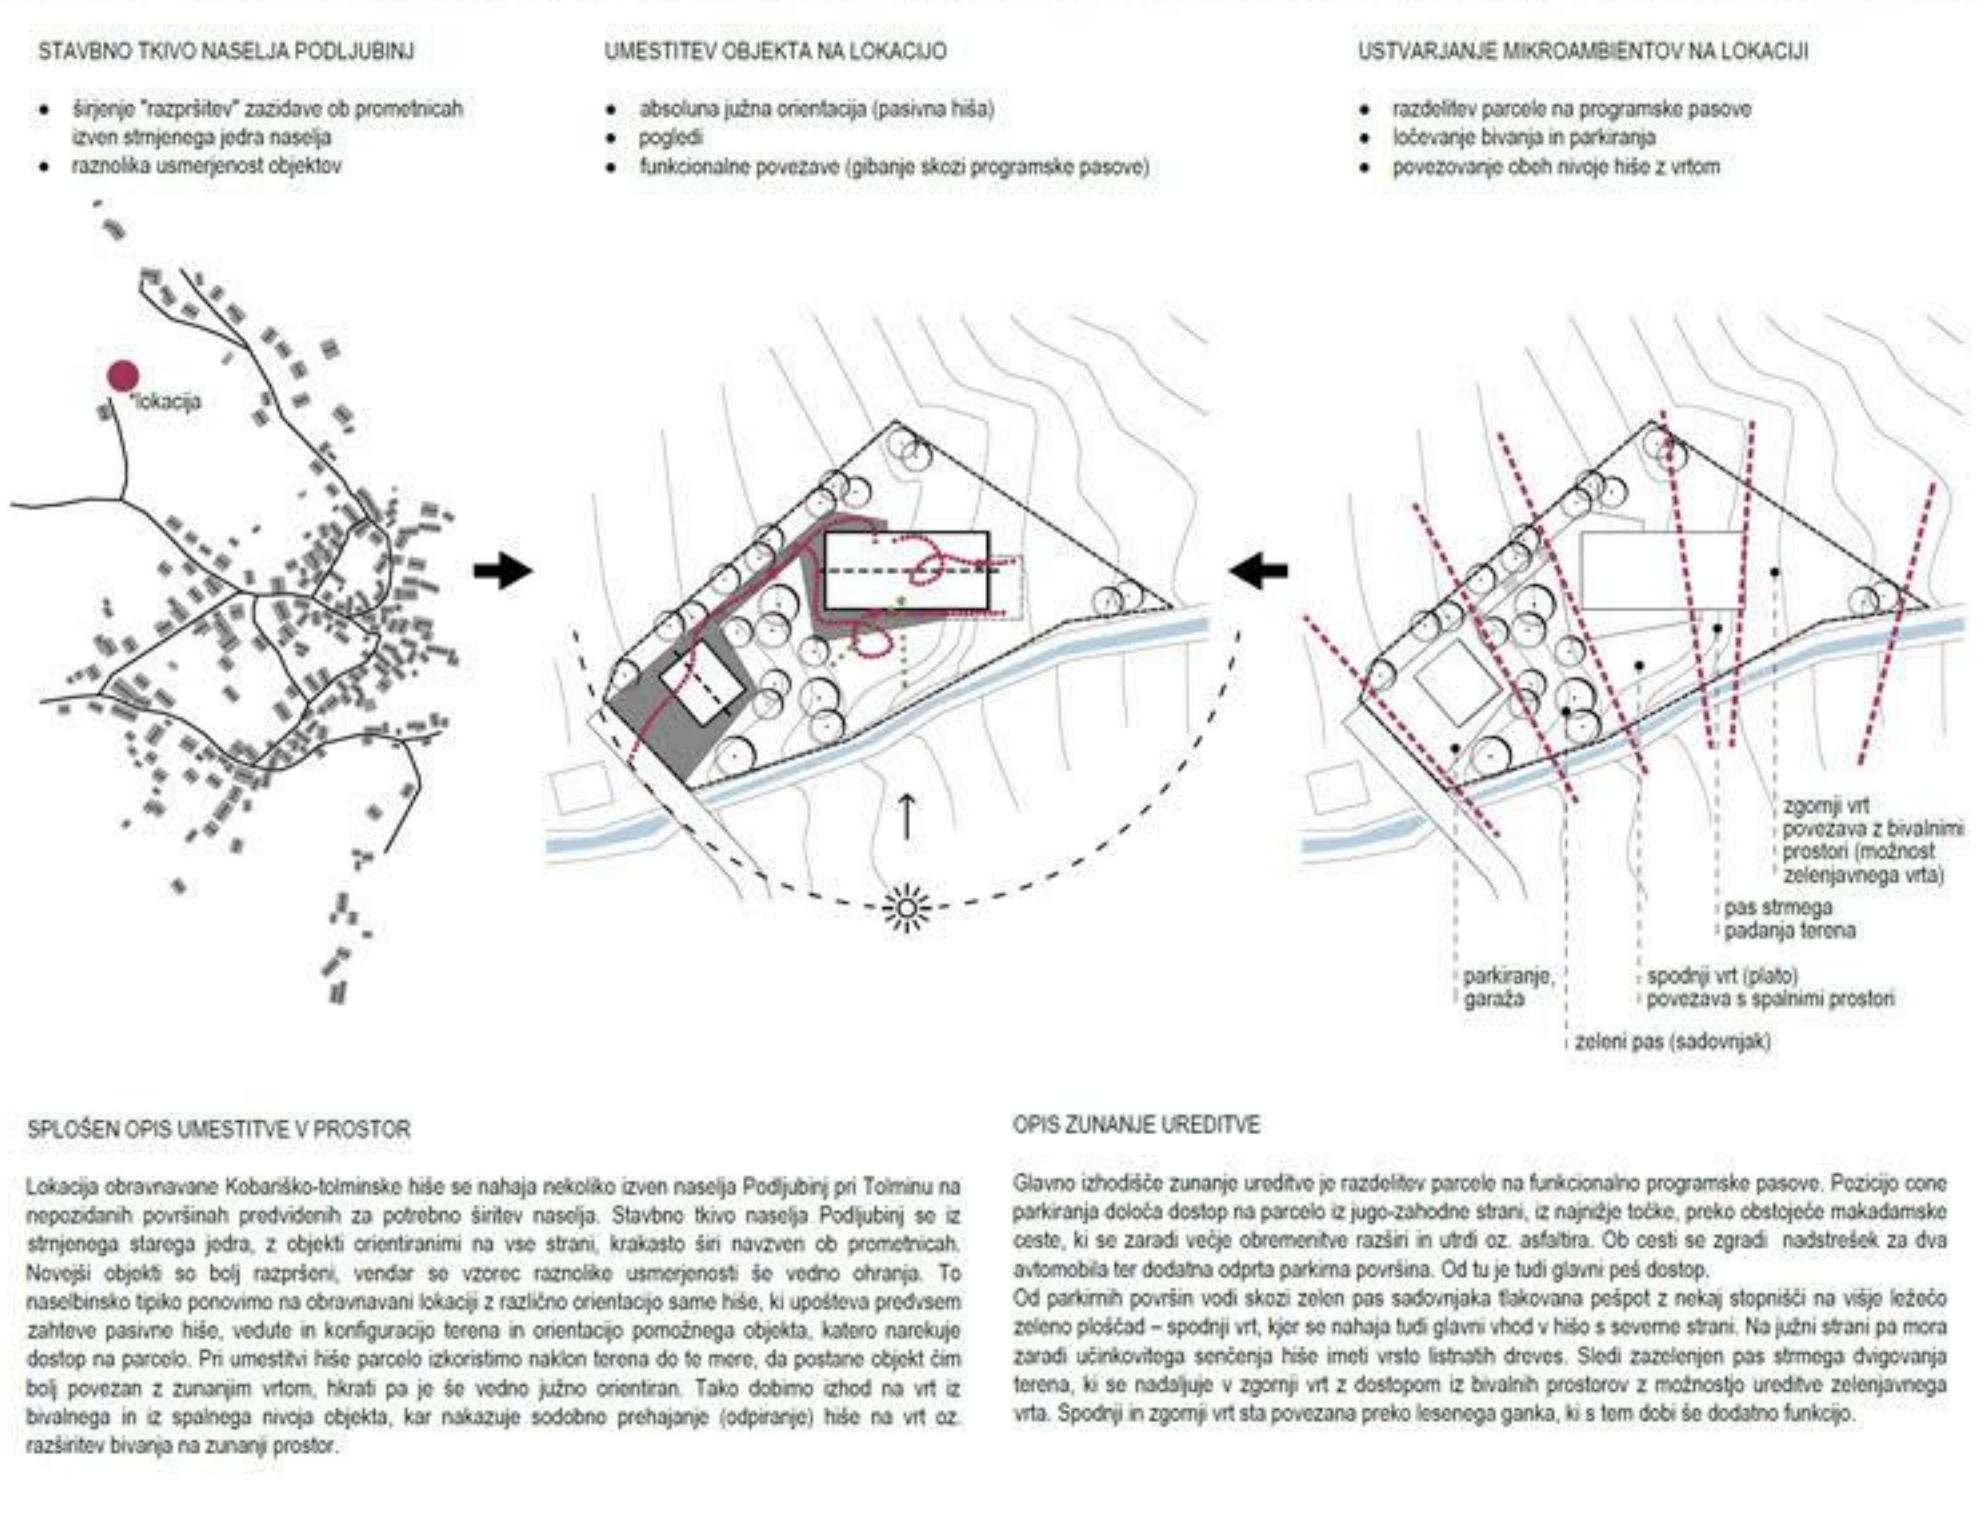 STAVBNO TKIVO NASELJA PODLJUBINJ
• širjenje "razpršitev" zazidave ob prometnicah
izven strnjenega jedra naselja
• raznolika usmerjenost objektov
*lokacija
UMESTITEV OBJEKTA NA LOKACIJO
• absoluna južna orientacija (pasivna hiša)
• pogledi
• funkcionalne povezave (gibanje skozi programske pasove)
USTVARJANJE MIKROAMBIENTOV NA LOKACIJI
• razdelitev parcele na programske pasove
• ločevanje bivanja in parkiranja
• povezovanje obeh nivoje hiše z vrtom
zgornji vrt
povezava z bivalnimi
prostori (možnost
zelenjavnega vrta)
pas strmega
padanja terena
parkiranje,
garaža
spodnji vrt (plato)
povezava s spalnimi prostori
zeleni pas (sadovnjak)
SPLOŠEN OPIS UMESTITVE V PROSTOR
Lokacija obravnavane Kobariško-tolminske hiše se nahaja nekoliko izven naselja Podljubinj pri Tolminu na
nepozidanih površinah predvidenih za potrebno širitev naselja. Stavbno tkivo naselja Podljubinj se iz
strnjenega starega jedra, z objekti orientiranimi na vse strani, krakasto širi navzven ob prometnicah.
Novejši objekti so bolj razpršeni, vendar se vzorec raznolike usmerjenosti še vedno ohranja. To
naselbinsko tipiko ponovimo na obravnavani lokaciji z različno orientacijo same hiše, ki upošteva predvsem
zahteve pasivne hiše, vedute in konfiguracijo terena in orientacijo pomožnega objekta, katero narekuje
dostop na parcelo. Pri umestitvi hiše parcelo izkoristimo naklon terena do te mere, da postane objekt čim
bolj povezan z zunanjim vrtom, hkrati pa je še vedno južno orientiran. Tako dobimo izhod na vrt iz
bivalnega in iz spalnega nivoja objekta, kar nakazuje sodobno prehajanje (odpiranje) hiše na vrt oz.
razširitev bivanja na zunanji prostor.
OPIS ZUNANJE UREDITVE
Glavno izhodišče zunanje ureditve je razdelitev parcele na funkcionalno programske pasove. Pozicijo cone
parkiranja določa dostop na parcelo iz jugo-zahodne strani, iz najnižje točke, preko obstoječe makadamske
ceste, ki se zaradi večje obremenitve razširi in utrdi oz. asfaltira. Ob cesti se zgradi nadstrešek za dva
avtomobila ter dodatna odprta parkirna površina. Od tu je tudi glavni peš dostop.
Od parkirnih površin vodi skozi zelen pas sadovnjaka tlakovana pešpot z nekaj stopnišči na višje ležečo
zeleno ploščad – spodnji vrt, kjer se nahaja tudi glavni vhod v hišo s severne strani. Na južni strani pa mora
zaradi učinkovitega senčenja hiše imeti vrsto listnatih dreves. Sledi zazelenjen pas strmega dvigovanja
terena, ki se nadaljuje v zgornji vrt z dostopom iz bivalnih prostorov z možnostjo ureditve zelenjavnega
vrta. Spodnji in zgornji vrt sta povezana preko lesenega ganka, ki s tem dobi še dodatno funkcijo.